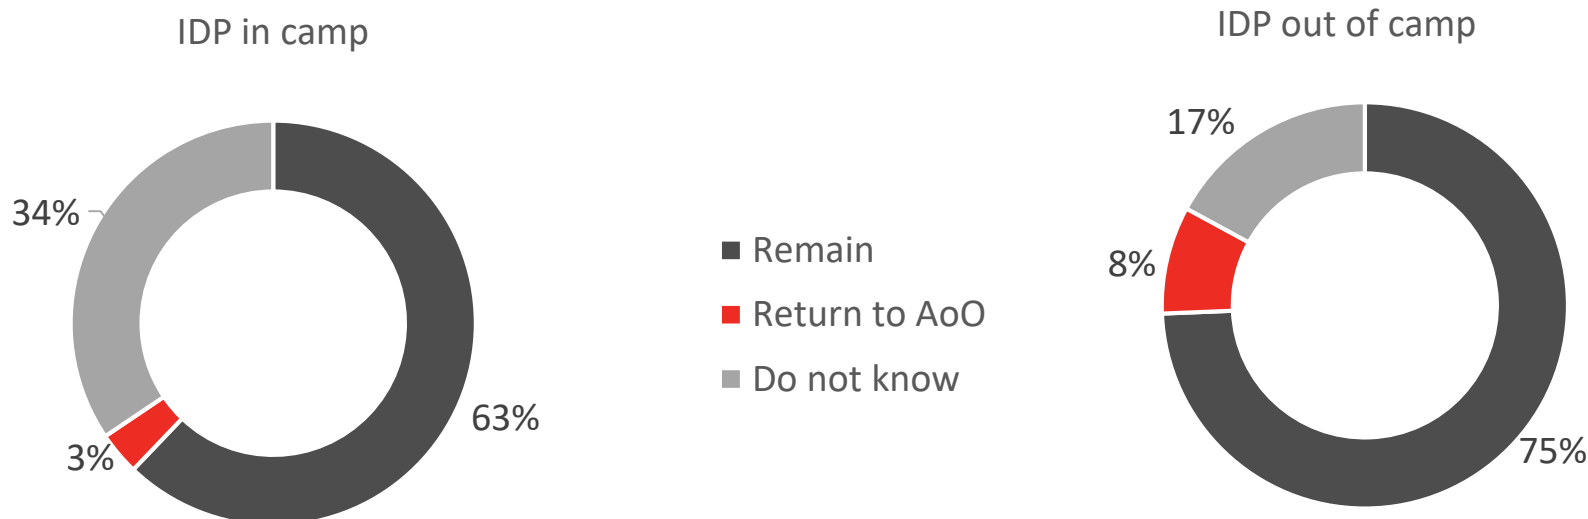 IDP in camp
34%
3%
63%
Remain
Return to AoO
Do not know
IDP out of camp
17%
8%
75%